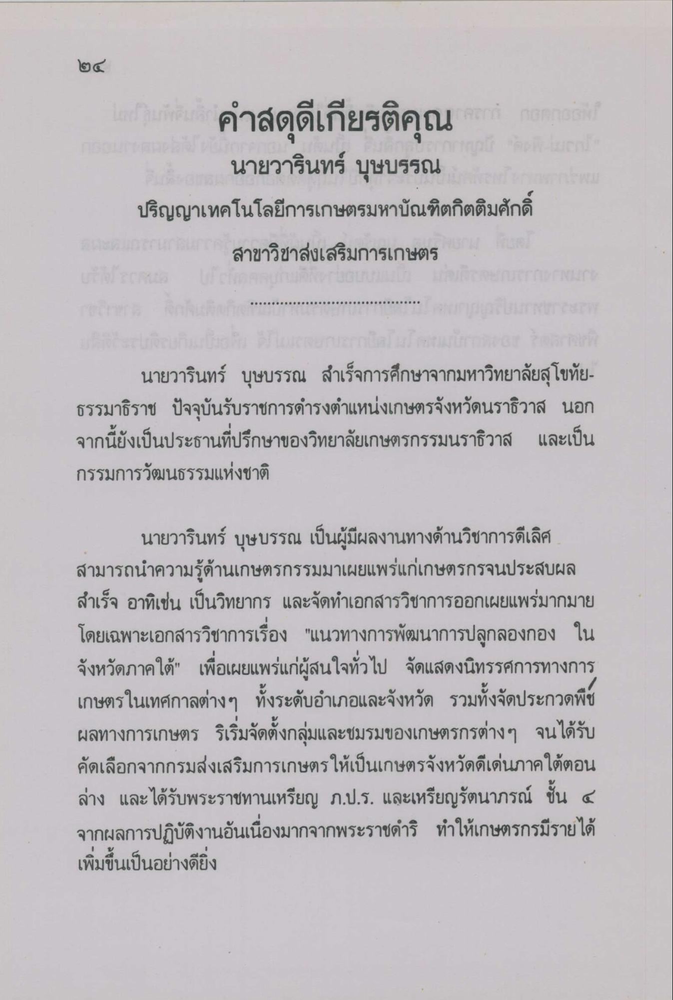 ๒๔
คำสดุดีเกียรติคุณ
นายวารินทร์ บุษบรรณ
ปริญญาเทคโนโลยีการเกษตรมหาบัณฑิตกิตติมศักดิ์
สาขาวิชาส่งเสริมการเกษตร
........................................
นายวารินทร์ บุษบรรณ สำเร็จการศึกษาจากมหาวิทยาลัยสุโขทัย-
ธรรมาธิราช ปัจจุบันรับราชการดำรงตำแหน่งเกษตรจังหวัดนราธิวาส นอก
จากนี้ยังเป็นประธานที่ปรึกษาของวิทยาลัยเกษตรกรรมนราธิวาส และเป็น
กรรมการวัฒนธรรมแห่งชาติ
นายวารินทร์ บุษบรรณ เป็นผู้มีผลงานทางด้านวิชาการดีเลิศ
สามารถนำความรู้ด้านเกษตรกรรมมาเผยแพร่แก่เกษตรกรจนประสบผล
สำเร็จ อาทิเช่น เป็นวิทยากร และจัดทำเอกสารวิชาการออกเผยแพร่มากมาย
โดยเฉพาะเอกสารวิชาการเรื่อง "แนวทางการพัฒนาการปลูกลองกอง ใน
จังหวัดภาคใต้" เพื่อเผยแพร่แก่ผู้สนใจทั่วไป จัดแสดงนิทรรศการทางการ
เกษตรในเทศกาลต่างๆ ทั้งระดับอำเภอและจังหวัด รวมทั้งจัดประกวดพืช
ผลทางการเกษตร ริเริ่มจัดตั้งกลุ่มและชมรมของเกษตรกรต่างๆ จนได้รับ
คัดเลือกจากกรมส่งเสริมการเกษตรให้เป็นเกษตรจังหวัดดีเด่นภาคใต้ตอน
ล่าง และได้รับพระราชทานเหรียญ ภ.ป.ร. และเหรียญรัตนาภรณ์ ชั้น ๔
จากผลการปฏิบัติงานอันเนื่องมากจากพระราชดำริ ทำให้เกษตรกรมีรายได้
เพิ่มขึ้นเป็นอย่างดียิ่ง